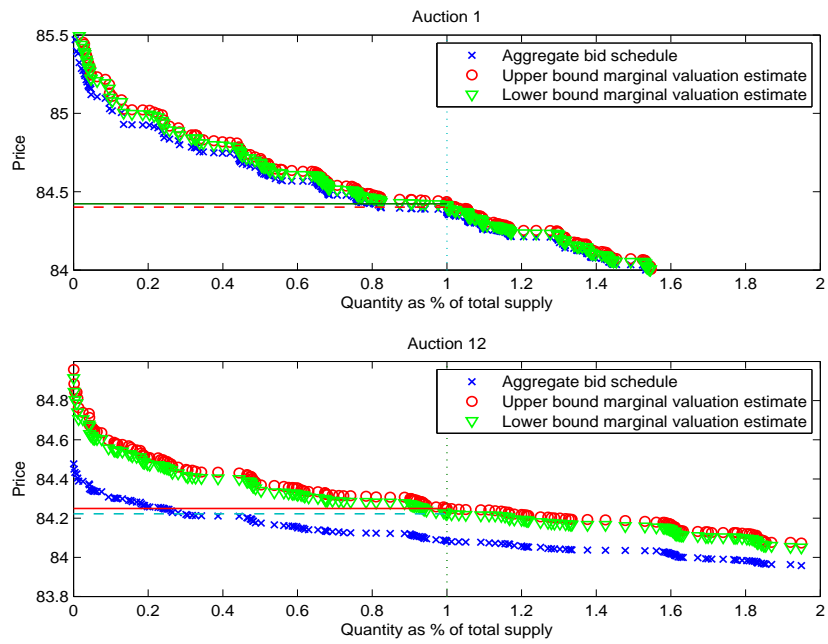 Auction 1
85.5
Aggregate bid schedule
Upper bound marginal valuation estimate
Lower bound marginal valuation estimate
85
Price
84.5
84
0 0.2 0.4 0.6 0.8 1 1.2 1.4 1.6 1.8 2
Quantity as % of total supply
Auction 12
Aggregate bid schedule
Upper bound marginal valuation estimate
Lower bound marginal valuation estimate
84.8
84.6
Price
84.4
84.2
84
83.8
0 0.2 0.4 0.6 0.8 1 1.2 1.4 1.6 1.8 2
Quantity as % of total supply